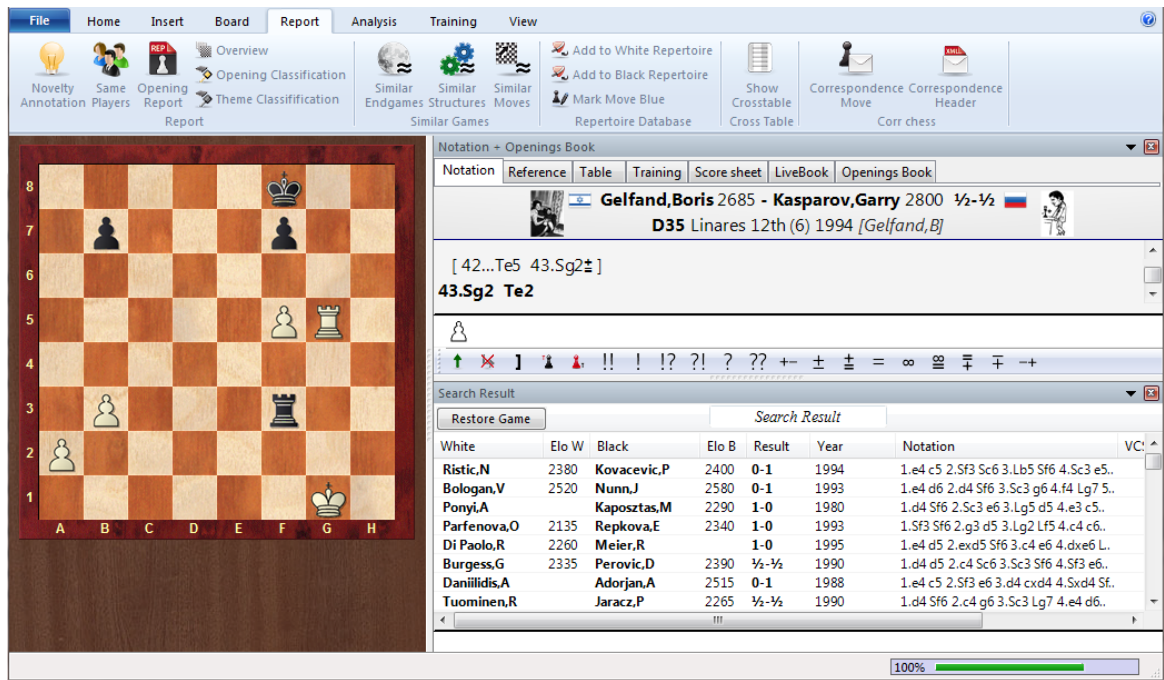 File Home Insert Board Report Analysis Training View
Novelty Annotation
Same Players
REP
Opening Report
Overview
Opening Classification
Theme Classifification
Report
Similar Endgames
Similar Structures
Similar Moves
Similar Games
Add to White Repertoire
Add to Black Repertoire
Mark Move Blue
Repertoire Database
Show Crosstable
Cross Table
Correspondence Move
XML
Correspondence Header
Corr chess
8
7
6
5
4
3
2
1
A B C D E F G H
Notation + Openings Book
Notation Reference Table Training Score sheet LiveBook Openings Book
Gelfand,Boris 2685 - Kasparov,Garry 2800 ½-½
D35 Linares 12th (6) 1994 [Gelfand,B]
[ 42...Te5 43.Sg2± ]
43.Sg2 Te2
] !! ! !? ?! ? ?? +- ± ⩲ = ∞ ⯹ ⩱ ∓ -+
Search Result
Restore Game Search Result
White Elo W Black Elo B Result Year Notation VCS
Ristic,N 2380 Kovacevic,P 2400 0-1 1994 1.e4 c5 2.Sf3 Sc6 3.Lb5 Sf6 4.Sc3 e5..
Bologan,V 2520 Nunn,J 2580 0-1 1993 1.e4 d6 2.d4 Sf6 3.Sc3 g6 4.f4 Lg7 5..
Ponyi,A Kaposztas,M 2290 1-0 1980 1.d4 Sf6 2.Sc3 e6 3.Lg5 d5 4.e3 c5..
Parfenova,O 2135 Repkova,E 2340 1-0 1993 1.Sf3 Sf6 2.g3 d5 3.Lg2 Lf5 4.c4 c6..
Di Paolo,R 2260 Meier,R 1-0 1995 1.e4 d5 2.exd5 Sf6 3.c4 e6 4.dxe6 L..
Burgess,G 2335 Perovic,D 2390 ½-½ 1990 1.d4 d5 2.c4 Sc6 3.Sc3 Sf6 4.Sf3 e6..
Daniilidis,A Adorjan,A 2515 0-1 1988 1.e4 c5 2.Sf3 e6 3.d4 cxd4 4.Sxd4 Sf..
Tuominen,R Jaracz,P 2265 ½-½ 1990 1.d4 Sf6 2.c4 g6 3.Sc3 Lg7 4.e4 d6..
100%